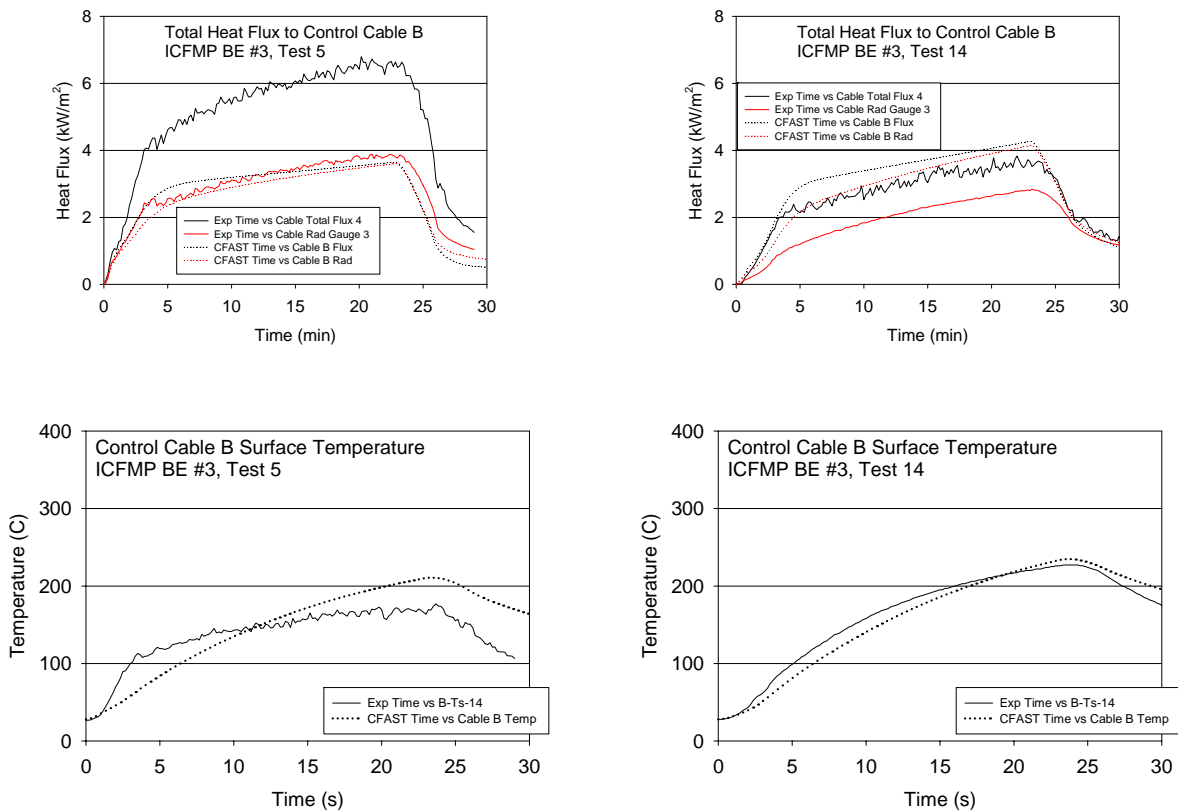 Total Heat Flux to Control Cable B
ICFMP BE #3, Test 5
8
6
4
2
0
Heat Flux (kW/m2)
Exp Time vs Cable Total Flux 4
Exp Time vs Cable Rad Gauge 3
CFAST Time vs Cable B Flux
CFAST Time vs Cable B Rad
0 5 10 15 20 25 30
Time (min)
Total Heat Flux to Control Cable B
ICFMP BE #3, Test 14
8
6
4
2
0
Heat Flux (kW/m2)
Exp Time vs Cable Total Flux 4
Exp Time vs Cable Rad Gauge 3
CFAST Time vs Cable B Flux
CFAST Time vs Cable B Rad
0 5 10 15 20 25 30
Time (min)
Control Cable B Surface Temperature
ICFMP BE #3, Test 5
400
300
200
100
0
Temperature (C)
Exp Time vs B-Ts-14
CFAST Time vs Cable B Temp
0 5 10 15 20 25 30
Time (s)
Control Cable B Surface Temperature
ICFMP BE #3, Test 14
400
300
200
100
0
Temperature (C)
Exp Time vs B-Ts-14
CFAST Time vs Cable B Temp
0 5 10 15 20 25 30
Time (s)